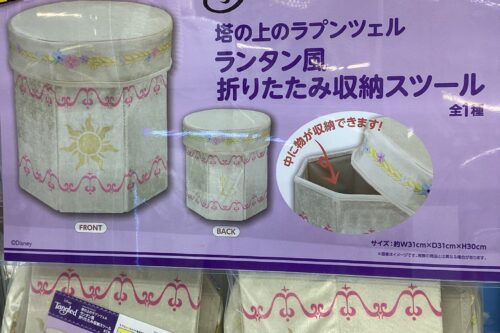 塔の上のラプンツェル
ランタン風
折りたたみ収納スツール
全1種
中に物が収納できます!
FRONT
BACK
©Disney
サイズ:約W31cm×D31cm×H30cm
Disney
Tangled